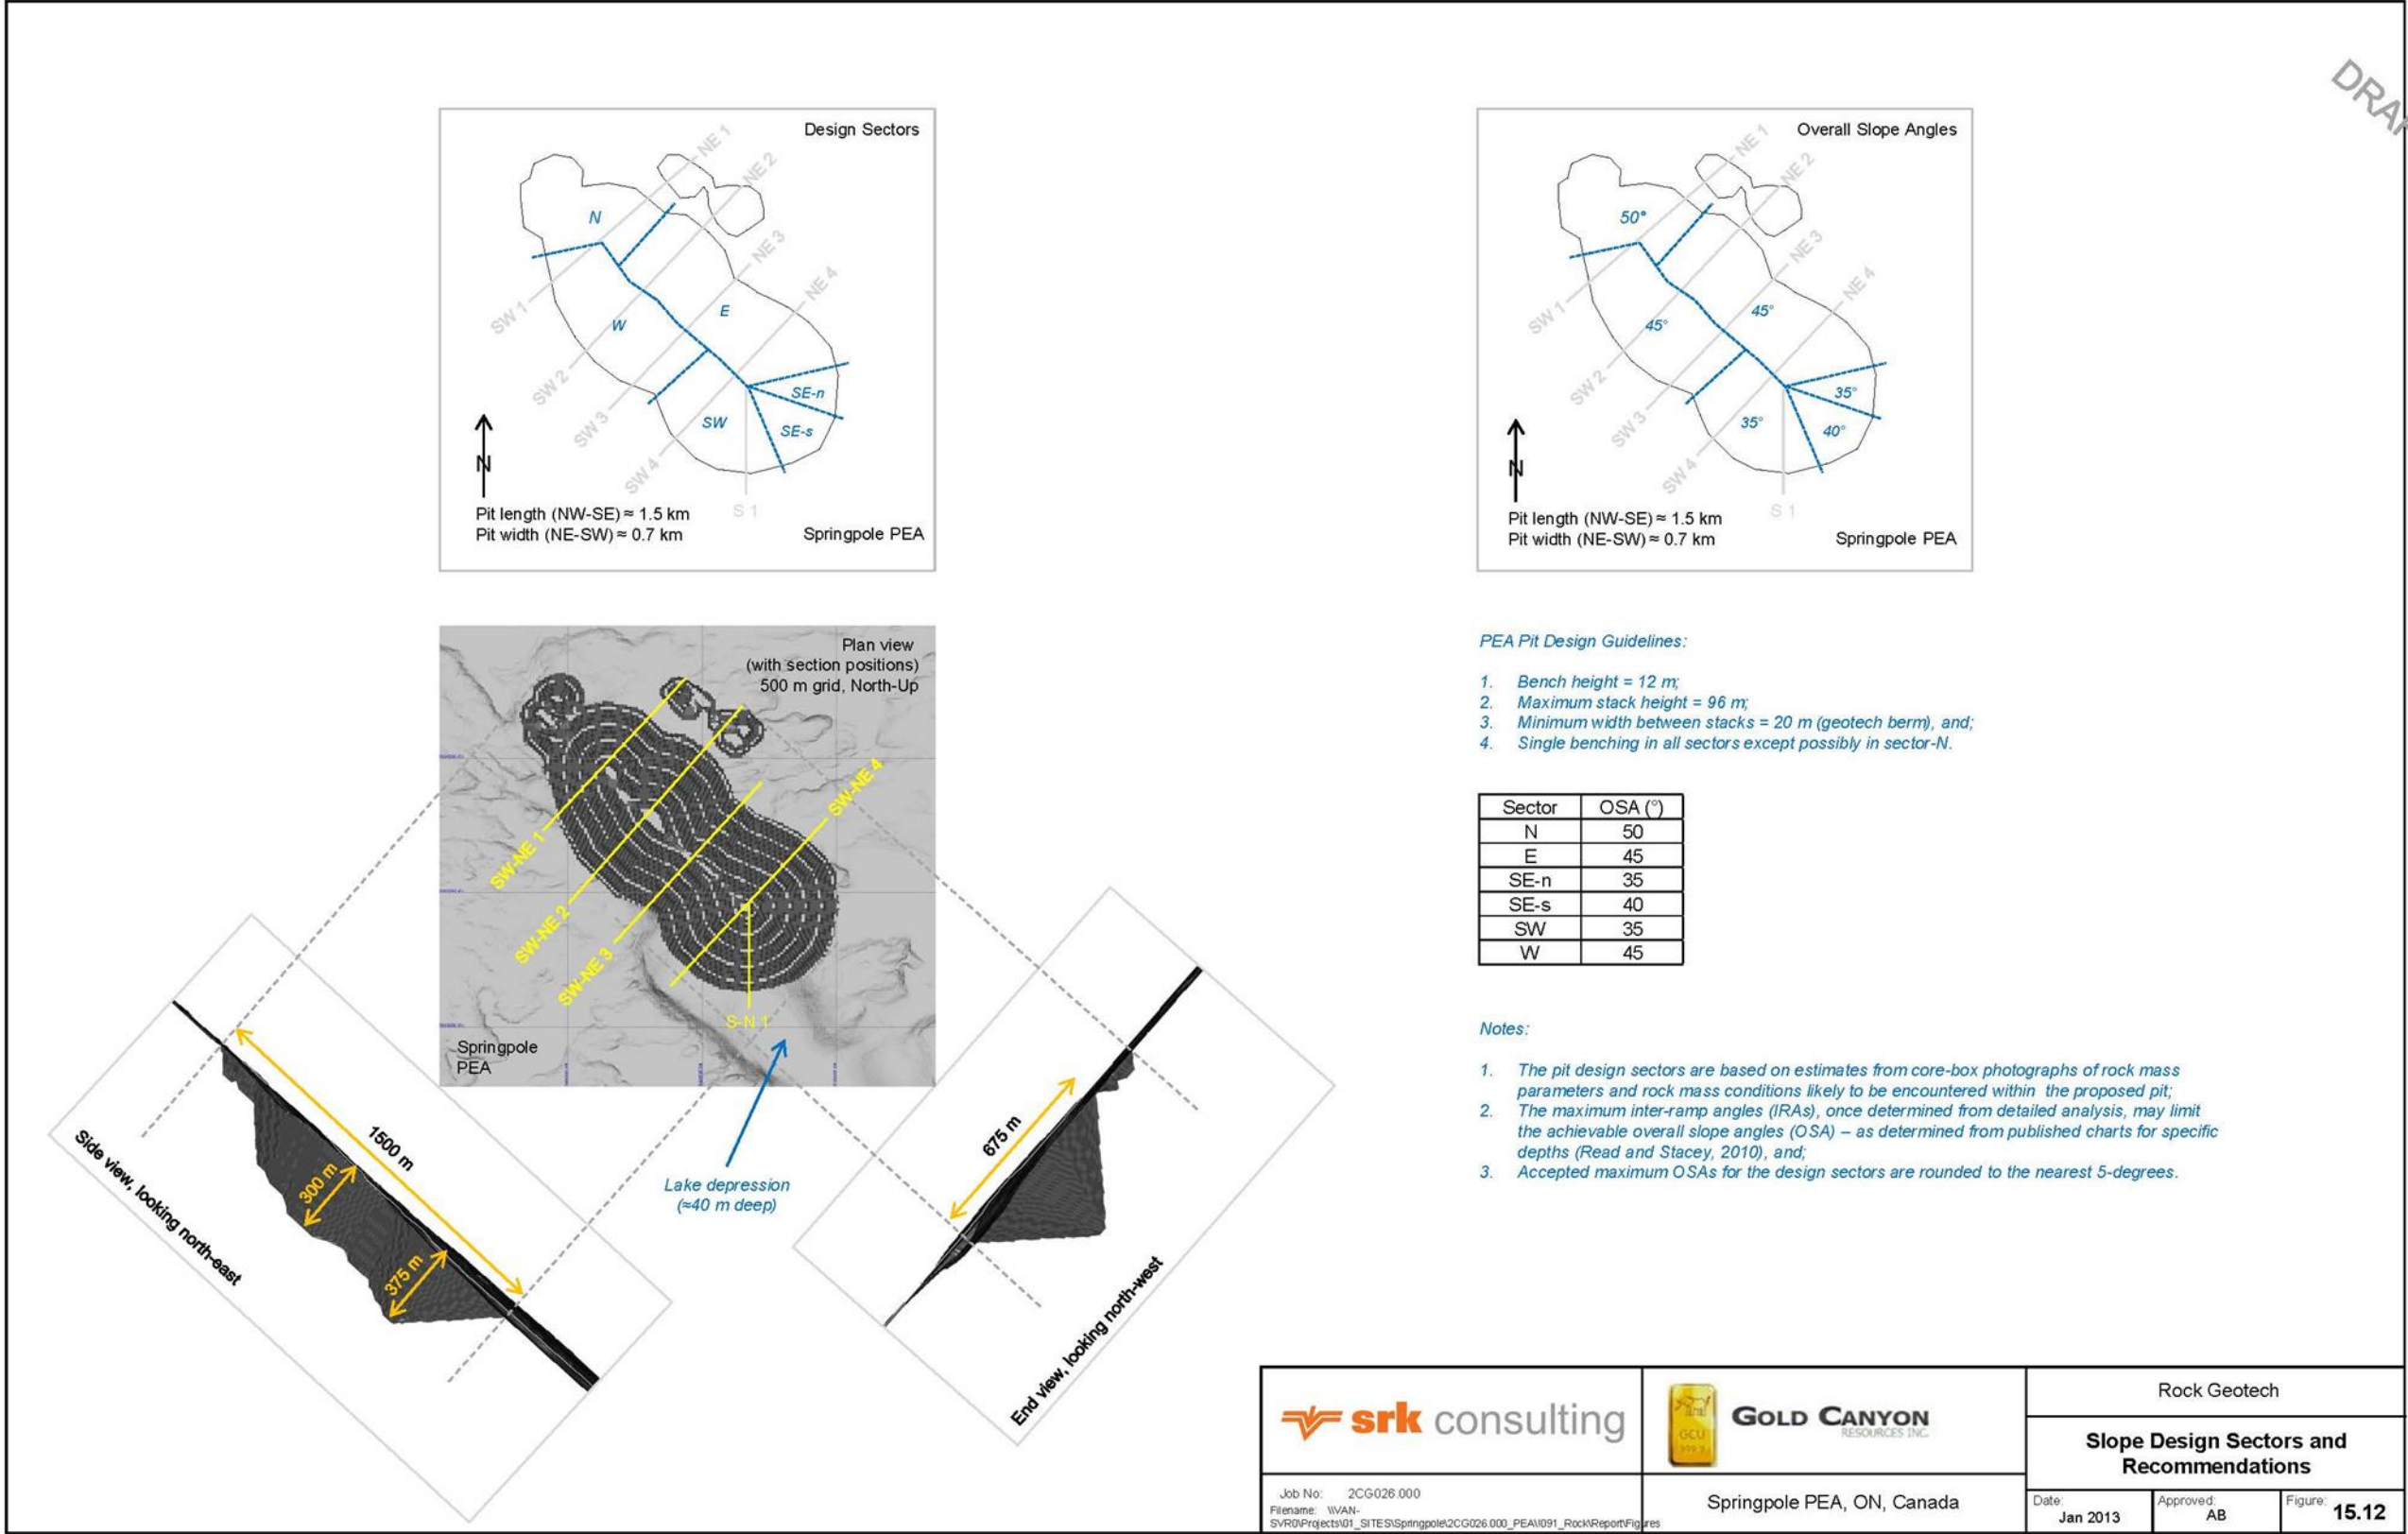 DRA
Design Sectors
NE 1
NE 2
N
NE 3
NE 4
SW 1
W
E
SW 2
SE-n
SW 3
SW
SE-s
SW 4
N
Pit length (NW-SE) ≈ 1.5 km
S 1
Pit width (NE-SW) ≈ 0.7 km
Springpole PEA
Overall Slope Angles
NE 1
NE 2
50°
NE 3
NE 4
SW 1
45°
45°
SW 2
35°
SW 3
35°
40°
SW 4
N
Pit length (NW-SE) ≈ 1.5 km
S 1
Pit width (NE-SW) ≈ 0.7 km
Springpole PEA
Plan view
(with section positions)
500 m grid, North-Up
SW-NE 4
SW-NE 1
SW-NE 2
SW-NE 3
S-N 1
Springpole
PEA
Lake depression
(≈40 m deep)
1500 m
300 m
375 m
Side view, looking north-east
675 m
End view, looking north-west
PEA Pit Design Guidelines:
1. Bench height = 12 m;
2. Maximum stack height = 96 m;
3. Minimum width between stacks = 20 m (geotech berm), and;
4. Single benching in all sectors except possibly in sector-N.
Sector OSA (°)
N 50
E 45
SE-n 35
SE-s 40
SW 35
W 45
Notes:
1. The pit design sectors are based on estimates from core-box photographs of rock mass
parameters and rock mass conditions likely to be encountered within the proposed pit;
2. The maximum inter-ramp angles (IRAs), once determined from detailed analysis, may limit
the achievable overall slope angles (OSA) – as determined from published charts for specific
depths (Read and Stacey, 2010), and;
3. Accepted maximum OSAs for the design sectors are rounded to the nearest 5-degrees.
srk consulting
GCU
GOLD CANYON
RESOURCES INC.
Rock Geotech
Slope Design Sectors and
Recommendations
Job No: 2CG026.000
Filename: \\VAN-
SVR0\Projects\01_SITES\Springpole\2CG026.000_PEA\!091_Rock\Report\Figures
Springpole PEA, ON, Canada
Date: Jan 2013
Approved: AB
Figure: 15.12